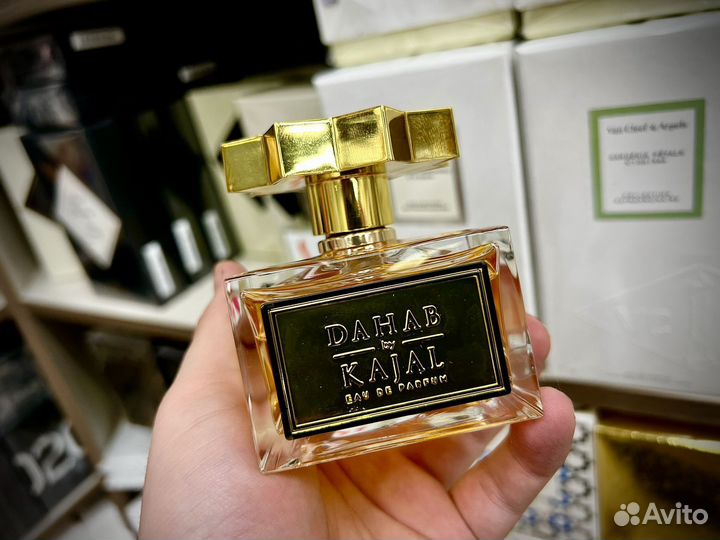 DAHAB
by
KAJAL
EAU DE PARFUM
Van Cleef & Arpels
Avito